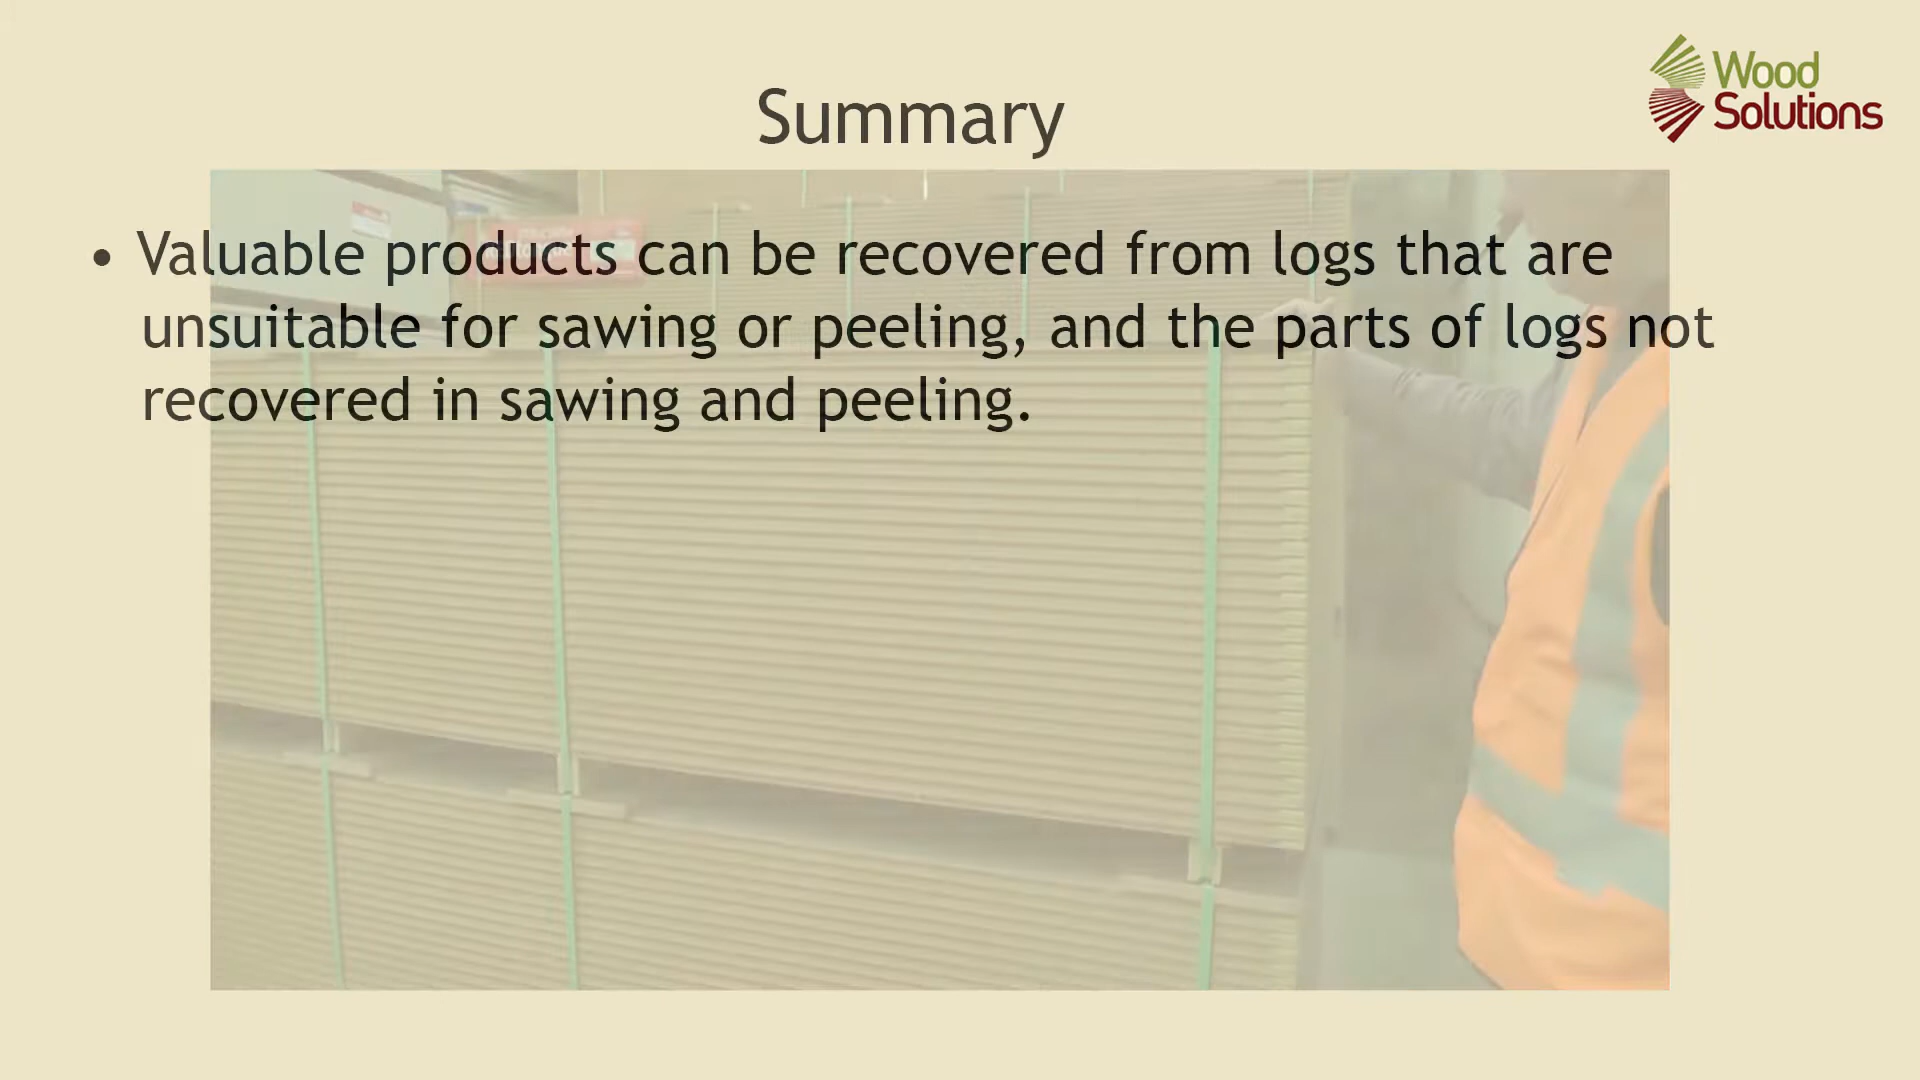 Wood
Solutions
Summary
• Valuable products can be recovered from logs that are
unsuitable for sawing or peeling, and the parts of logs not
recovered in sawing and peeling.